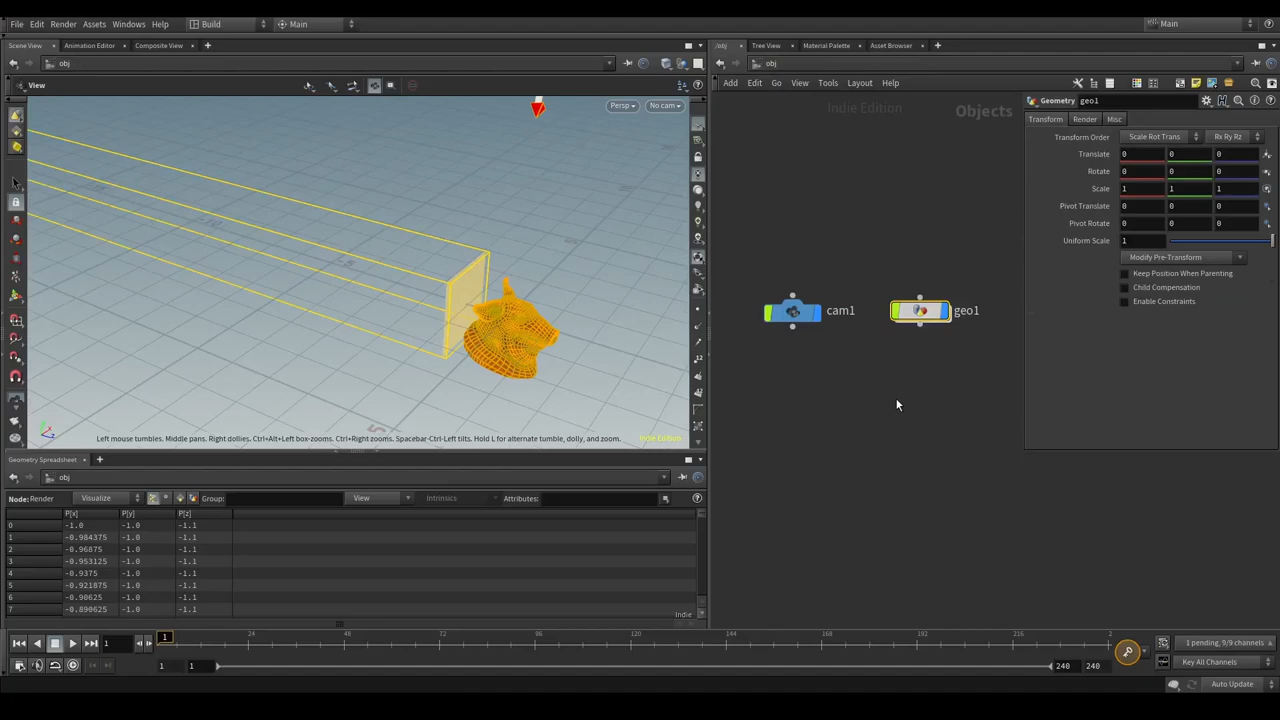 File Edit Render Assets Windows Help Build Main Main
Scene View Animation Editor Composite View
obj
View
Persp No cam
Left mouse tumbles. Middle pans. Right dollies. Ctrl+Alt+Left box-zooms. Ctrl+Right zooms. Spacebar-Ctrl-Left tilts. Hold L for alternate tumble, dolly, and zoom. Indie Edition
/obj Tree View Material Palette Asset Browser
obj
Add Edit Go View Tools Layout Help
Indie Edition Objects
cam1 geo1
Geometry geo1
Transform Render Misc
Transform Order Scale Rot Trans Rx Ry Rz
Translate 0 0 0
Rotate 0 0 0
Scale 1 1 1
Pivot Translate 0 0 0
Pivot Rotate 0 0 0
Uniform Scale 1
Modify Pre-Transform
Keep Position When Parenting
Child Compensation
Enable Constraints
Geometry Spreadsheet
obj
Node: Render Visualize Group: View Intrinsics Attributes:
P[x] P[y] P[z]
0 -1.0 -1.0 -1.1
1 -0.984375 -1.0 -1.1
2 -0.96875 -1.0 -1.1
3 -0.953125 -1.0 -1.1
4 -0.9375 -1.0 -1.1
5 -0.921875 -1.0 -1.1
6 -0.90625 -1.0 -1.1
7 -0.890625 -1.0 -1.1
Indie
1 1 24 48 72 96 120 144 168 192 216 2
1 pending, 9/9 channels
1 1 240 240 Key All Channels
Auto Update